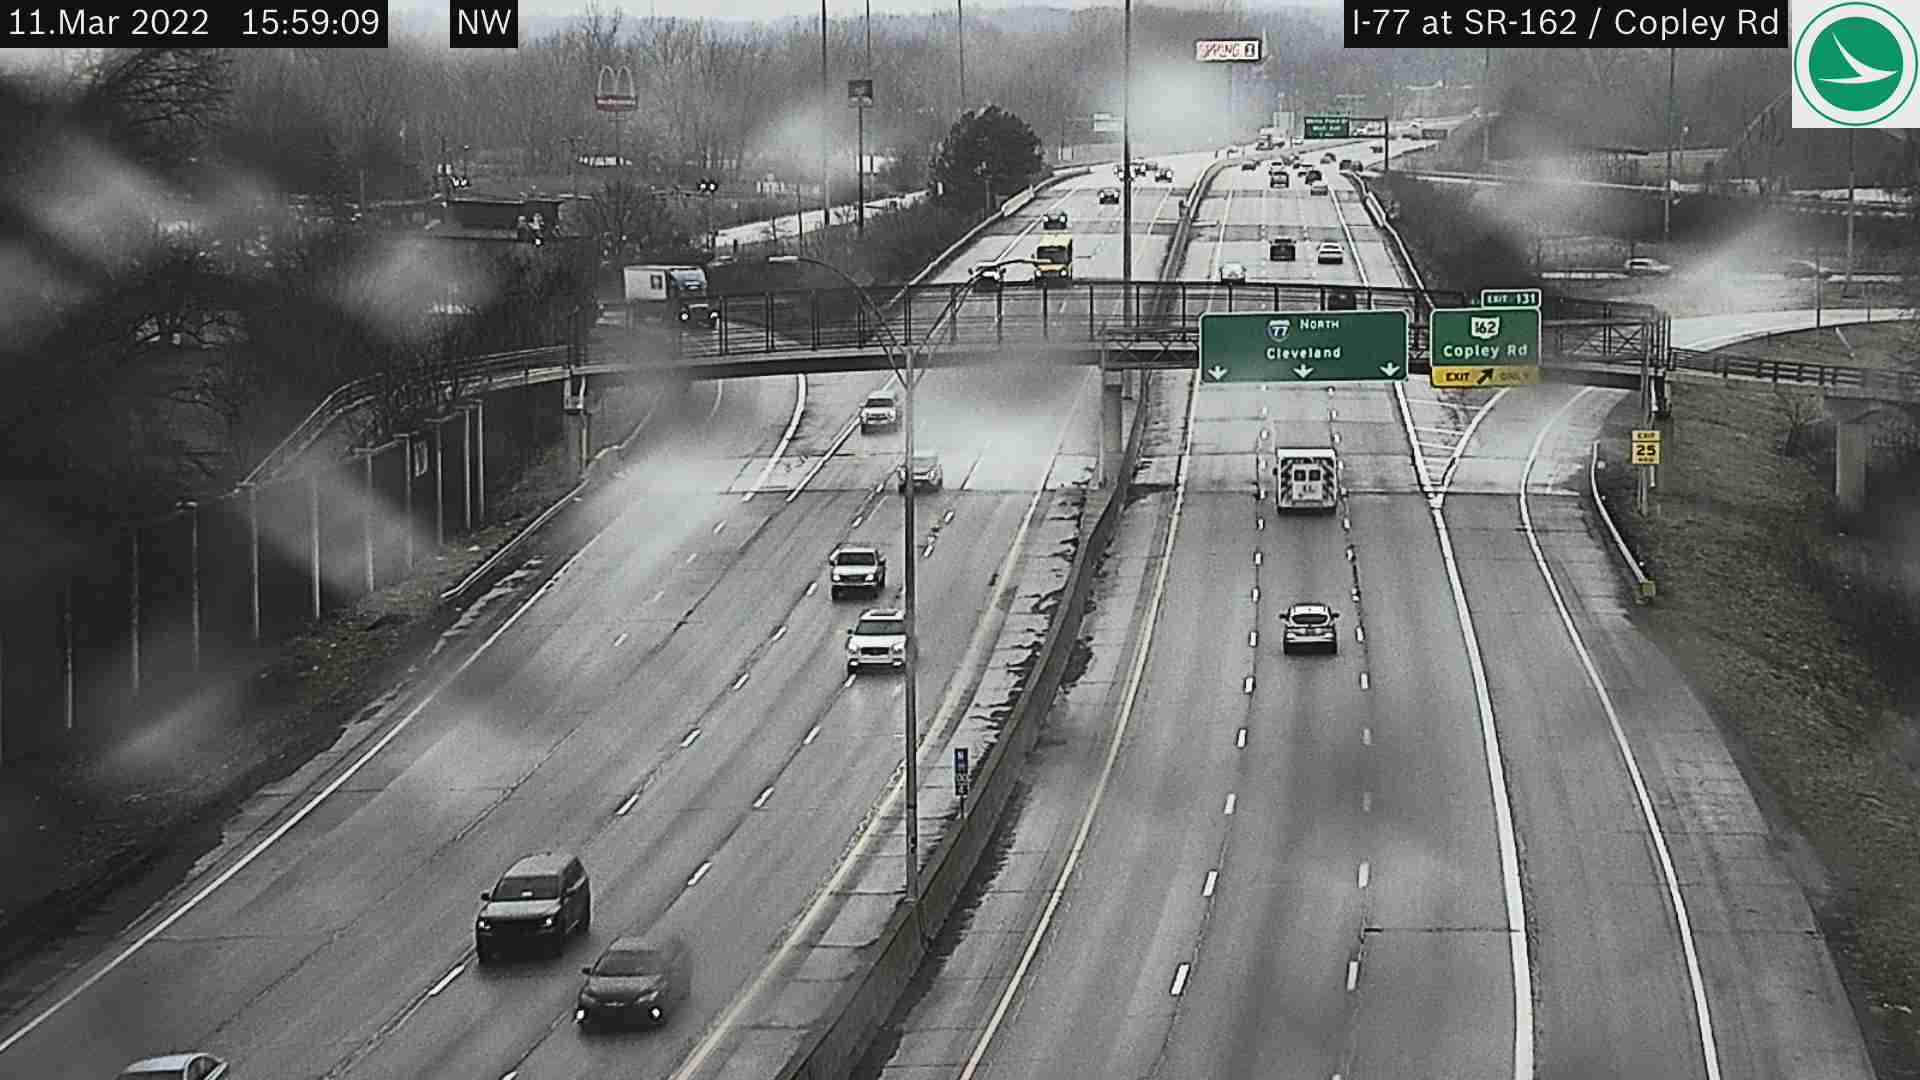 11.Mar 2022 15:59:09
NW
I-77 at SR-162 / Copley Rd
EXIT 131
77 NORTH
Cleveland
162
Copley Rd
EXIT ONLY
EXIT
25